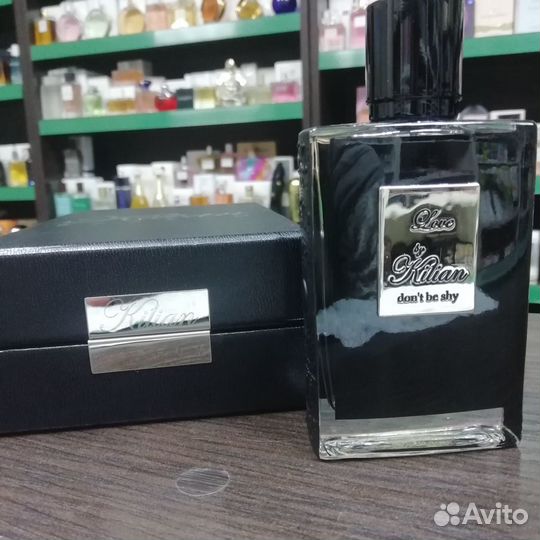 Kilian
Love
by
Kilian
don't be shy
Avito